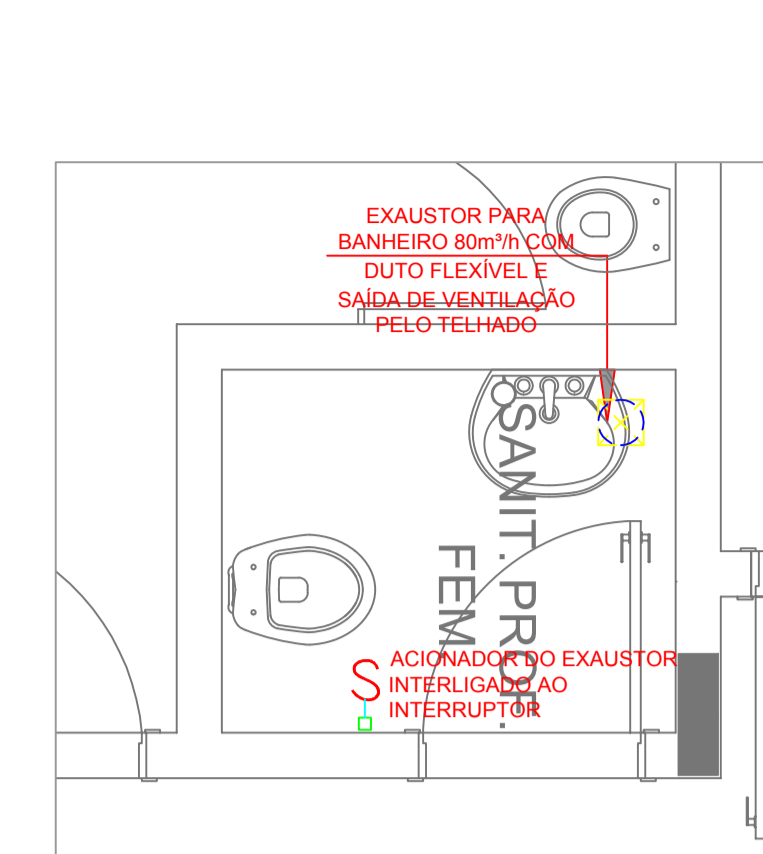 EXAUSTOR PARA
BANHEIRO 80m³/h COM
DUTO FLEXÍVEL E
SAÍDA DE VENTILAÇÃO
PELO TELHADO
SANIT. PROF.
FEM
S
ACIONADOR DO EXAUSTOR
INTERLIGADO AO
INTERRUPTOR